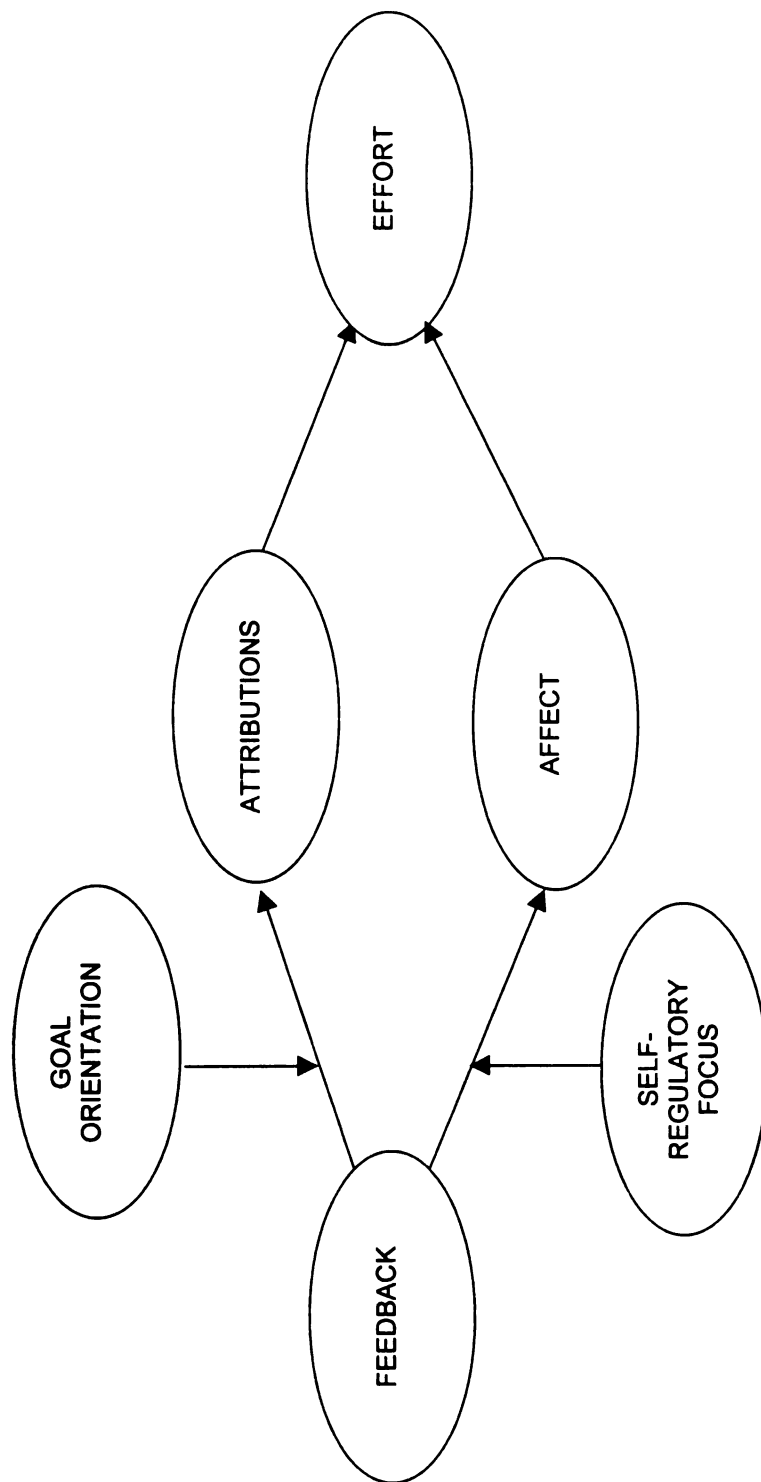 GOAL
ORIENTATION
FEEDBACK
ATTRIBUTIONS
AFFECT
EFFORT
SELF-
REGULATORY
FOCUS